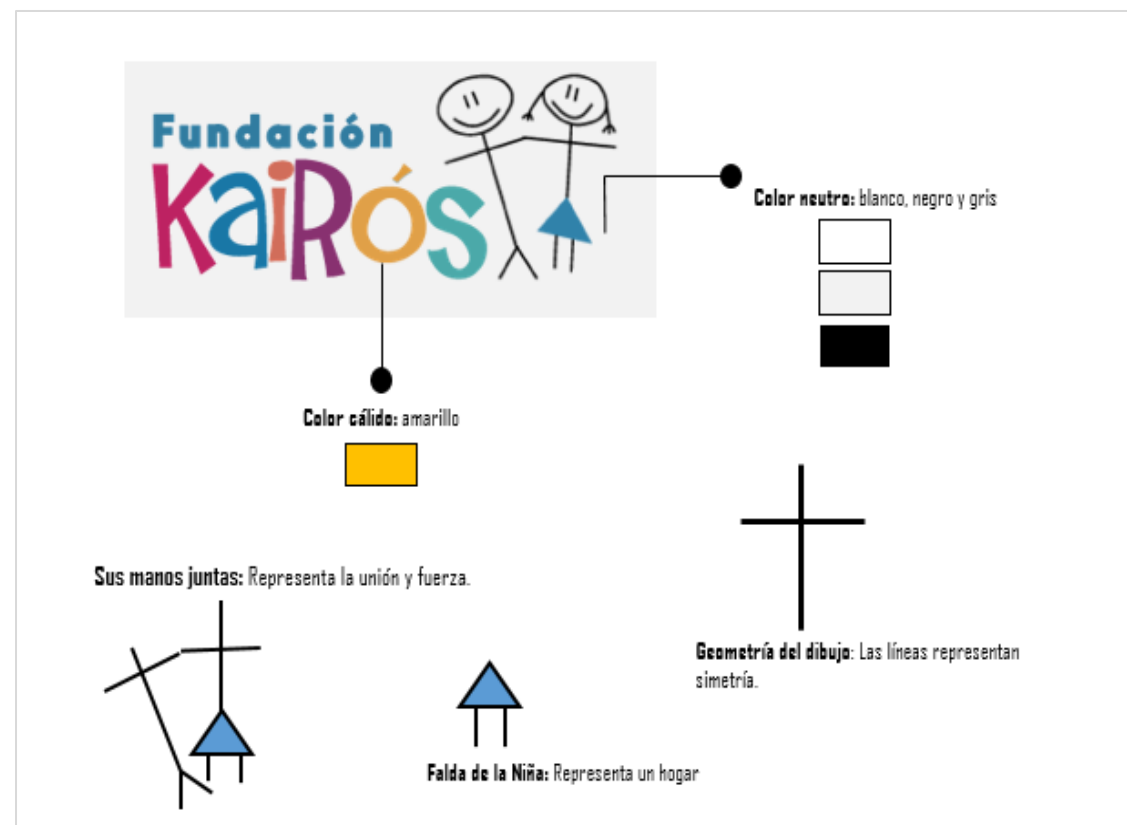 Fundación
KaiRós
Color neutro: blanco, negro y gris
Color cálido: amarillo
Sus manos juntas: Representa la unión y fuerza.
Geometría del dibujo: Las líneas representan
simetría.
Falda de la Niña: Representa un hogar